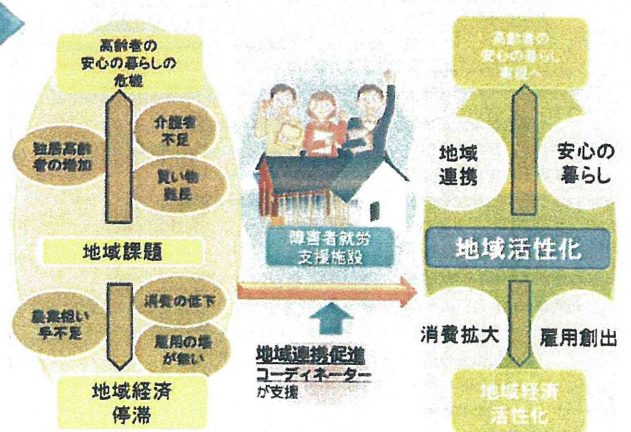 高齢者の
安心の暮らしの
危機
独居高齢
者の増加
介護者
不足
買い物
難民
地域課題
農業担い
手不足
消費の低下
雇用の場
が無い
地域経済
停滞
障害者就労
支援施設
地域連携促進
コーディネーター
が支援
高齢者の
安心の暮らし
実現へ
地域
連携
安心の
暮らし
地域活性化
消費拡大
雇用創出
地域経済
活性化